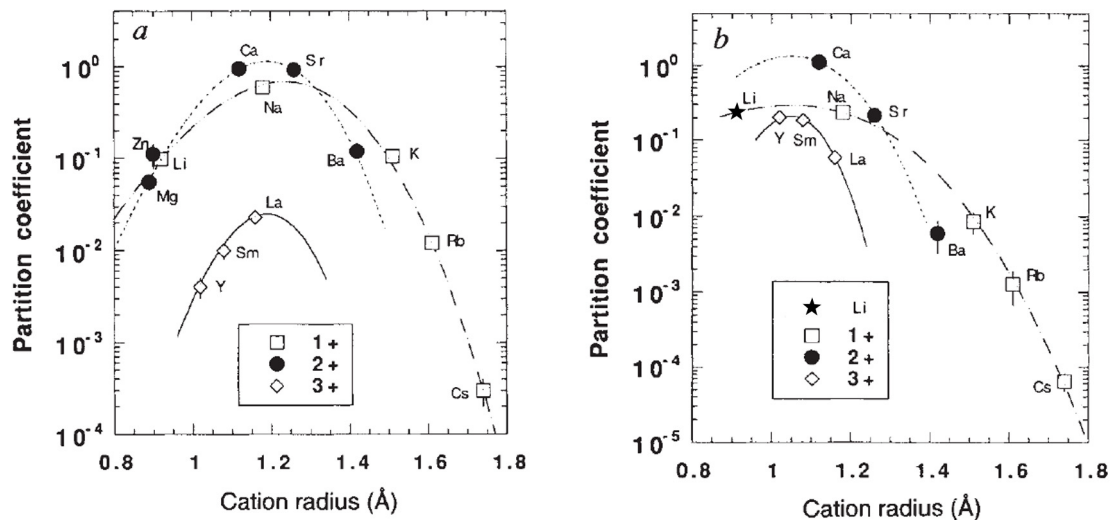 a
Ca
Sr
Na
Zn
Li
Mg
Ba
K
La
Sm
Y
Rb
Cs
1+
2+
3+
10^0
10^-1
10^-2
10^-3
10^-4
0.8 1 1.2 1.4 1.6 1.8
Partition coefficient
Cation radius (Å)
b
Ca
Li
Na
Sr
Y
Sm
La
K
Ba
Rb
Cs
Li
1+
2+
3+
10^0
10^-1
10^-2
10^-3
10^-4
10^-5
0.8 1 1.2 1.4 1.6 1.8
Partition coefficient
Cation radius (Å)